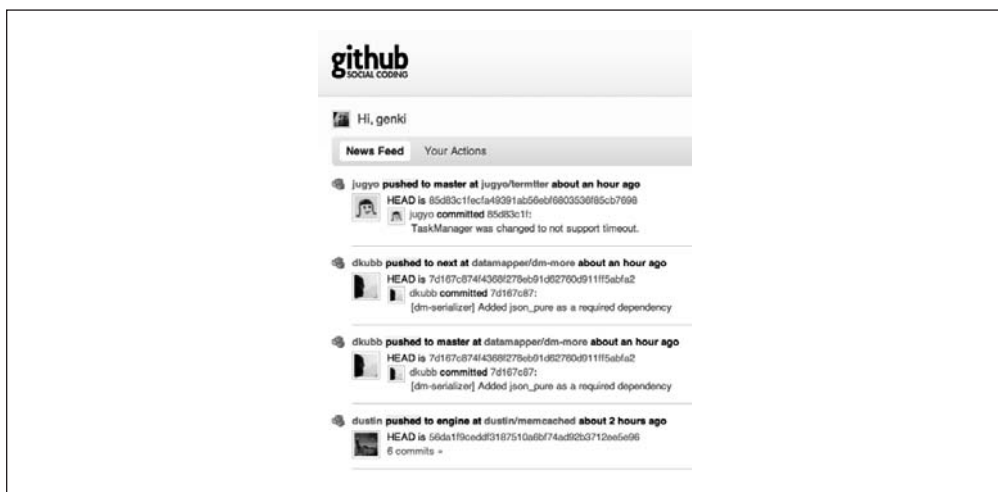 github
SOCIAL CODING
Hi, genki
News Feed Your Actions
jugyo pushed to master at jugyo/termtter about an hour ago
HEAD is 85d83c1fecfa49391ab56ebf6803536f85cb7698
jugyo committed 85d83c1f:
TaskManager was changed to not support timeout.
dkubb pushed to next at datamapper/dm-more about an hour ago
HEAD is 7d167c874f4368f278eb91d62760d911ff5abfa2
dkubb committed 7d167c87:
[dm-serializer] Added json_pure as a required dependency
dkubb pushed to master at datamapper/dm-more about an hour ago
HEAD is 7d167c874f4368f278eb91d62760d911ff5abfa2
dkubb committed 7d167c87:
[dm-serializer] Added json_pure as a required dependency
dustin pushed to engine at dustin/memcached about 2 hours ago
HEAD is 56da1f9ceddf3187510a6bf74ad92b3712ee5e96
6 commits »